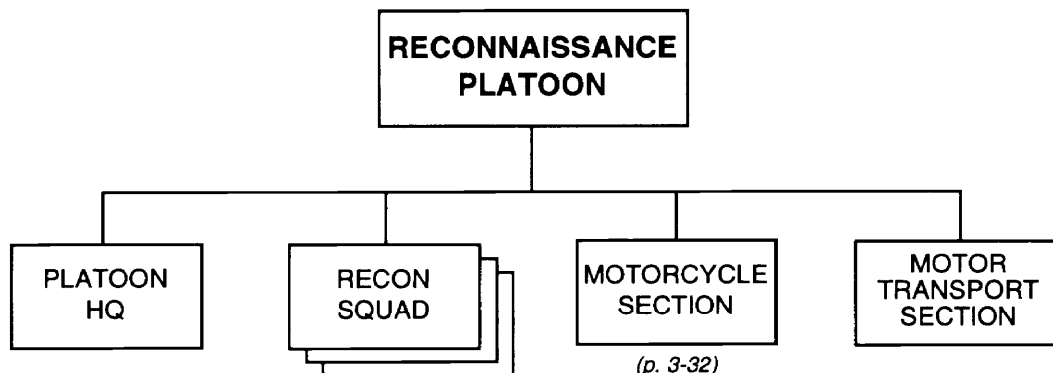 RECONNAISSANCE
PLATOON
PLATOON
HQ
RECON
SQUAD
MOTORCYCLE
SECTION
(p. 3-32)
MOTOR
TRANSPORT
SECTION